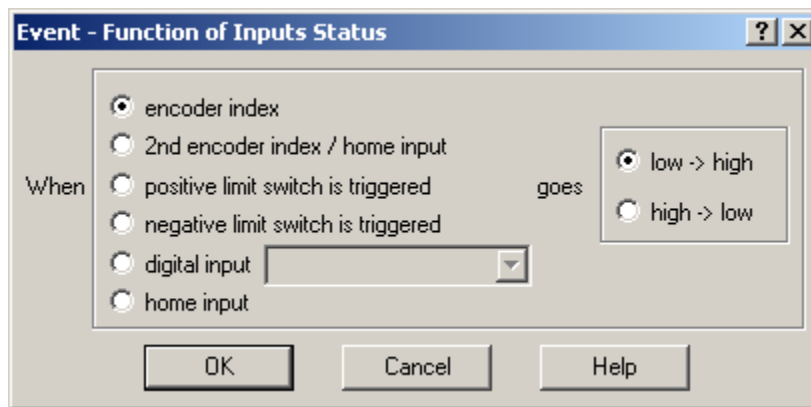 Event - Function of Inputs Status
encoder index
2nd encoder index / home input
low -> high
When
positive limit switch is triggered
goes
negative limit switch is triggered
high -> low
digital input
home input
OK
Cancel
Help